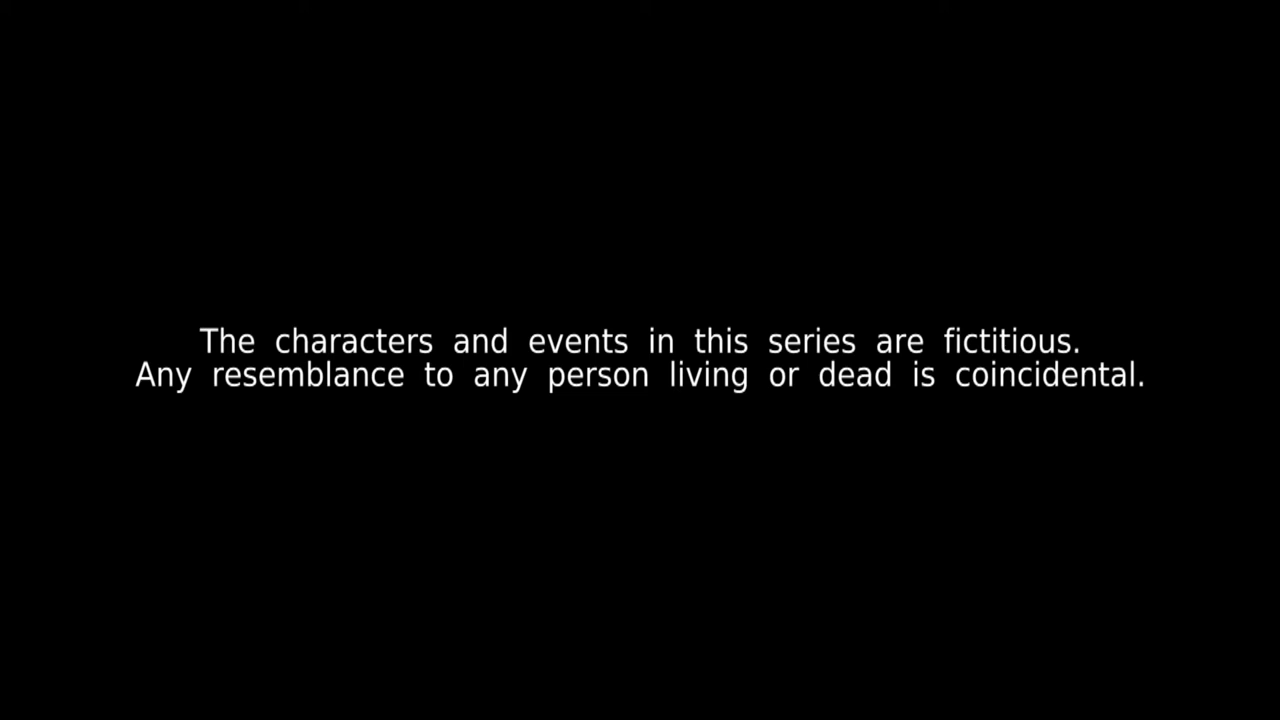 The characters and events in this series are fictitious.
Any resemblance to any person living or dead is coincidental.